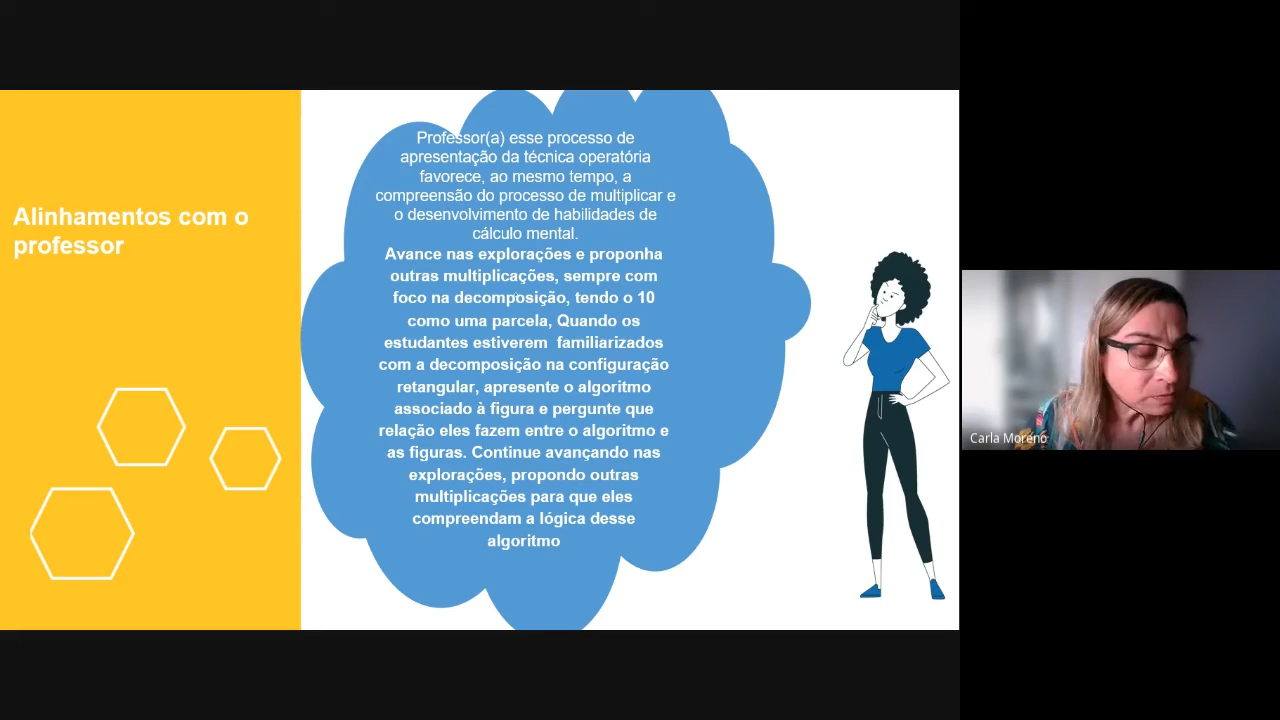 Alinhamentos com o
professor
Professor(a) esse processo de
apresentação da técnica operatória
favorece, ao mesmo tempo, a
compreensão do processo de multiplicar e
o desenvolvimento de habilidades de
cálculo mental.
Avance nas explorações e proponha
outras multiplicações, sempre com
foco na decomposição, tendo o 10
como uma parcela, Quando os
estudantes estiverem  familiarizados
com a decomposição na configuração
retangular, apresente o algoritmo
associado à figura e pergunte que
relação eles fazem entre o algoritmo e
as figuras. Continue avançando nas
explorações, propondo outras
multiplicações para que eles
compreendam a lógica desse
algoritmo
Carla Moreno